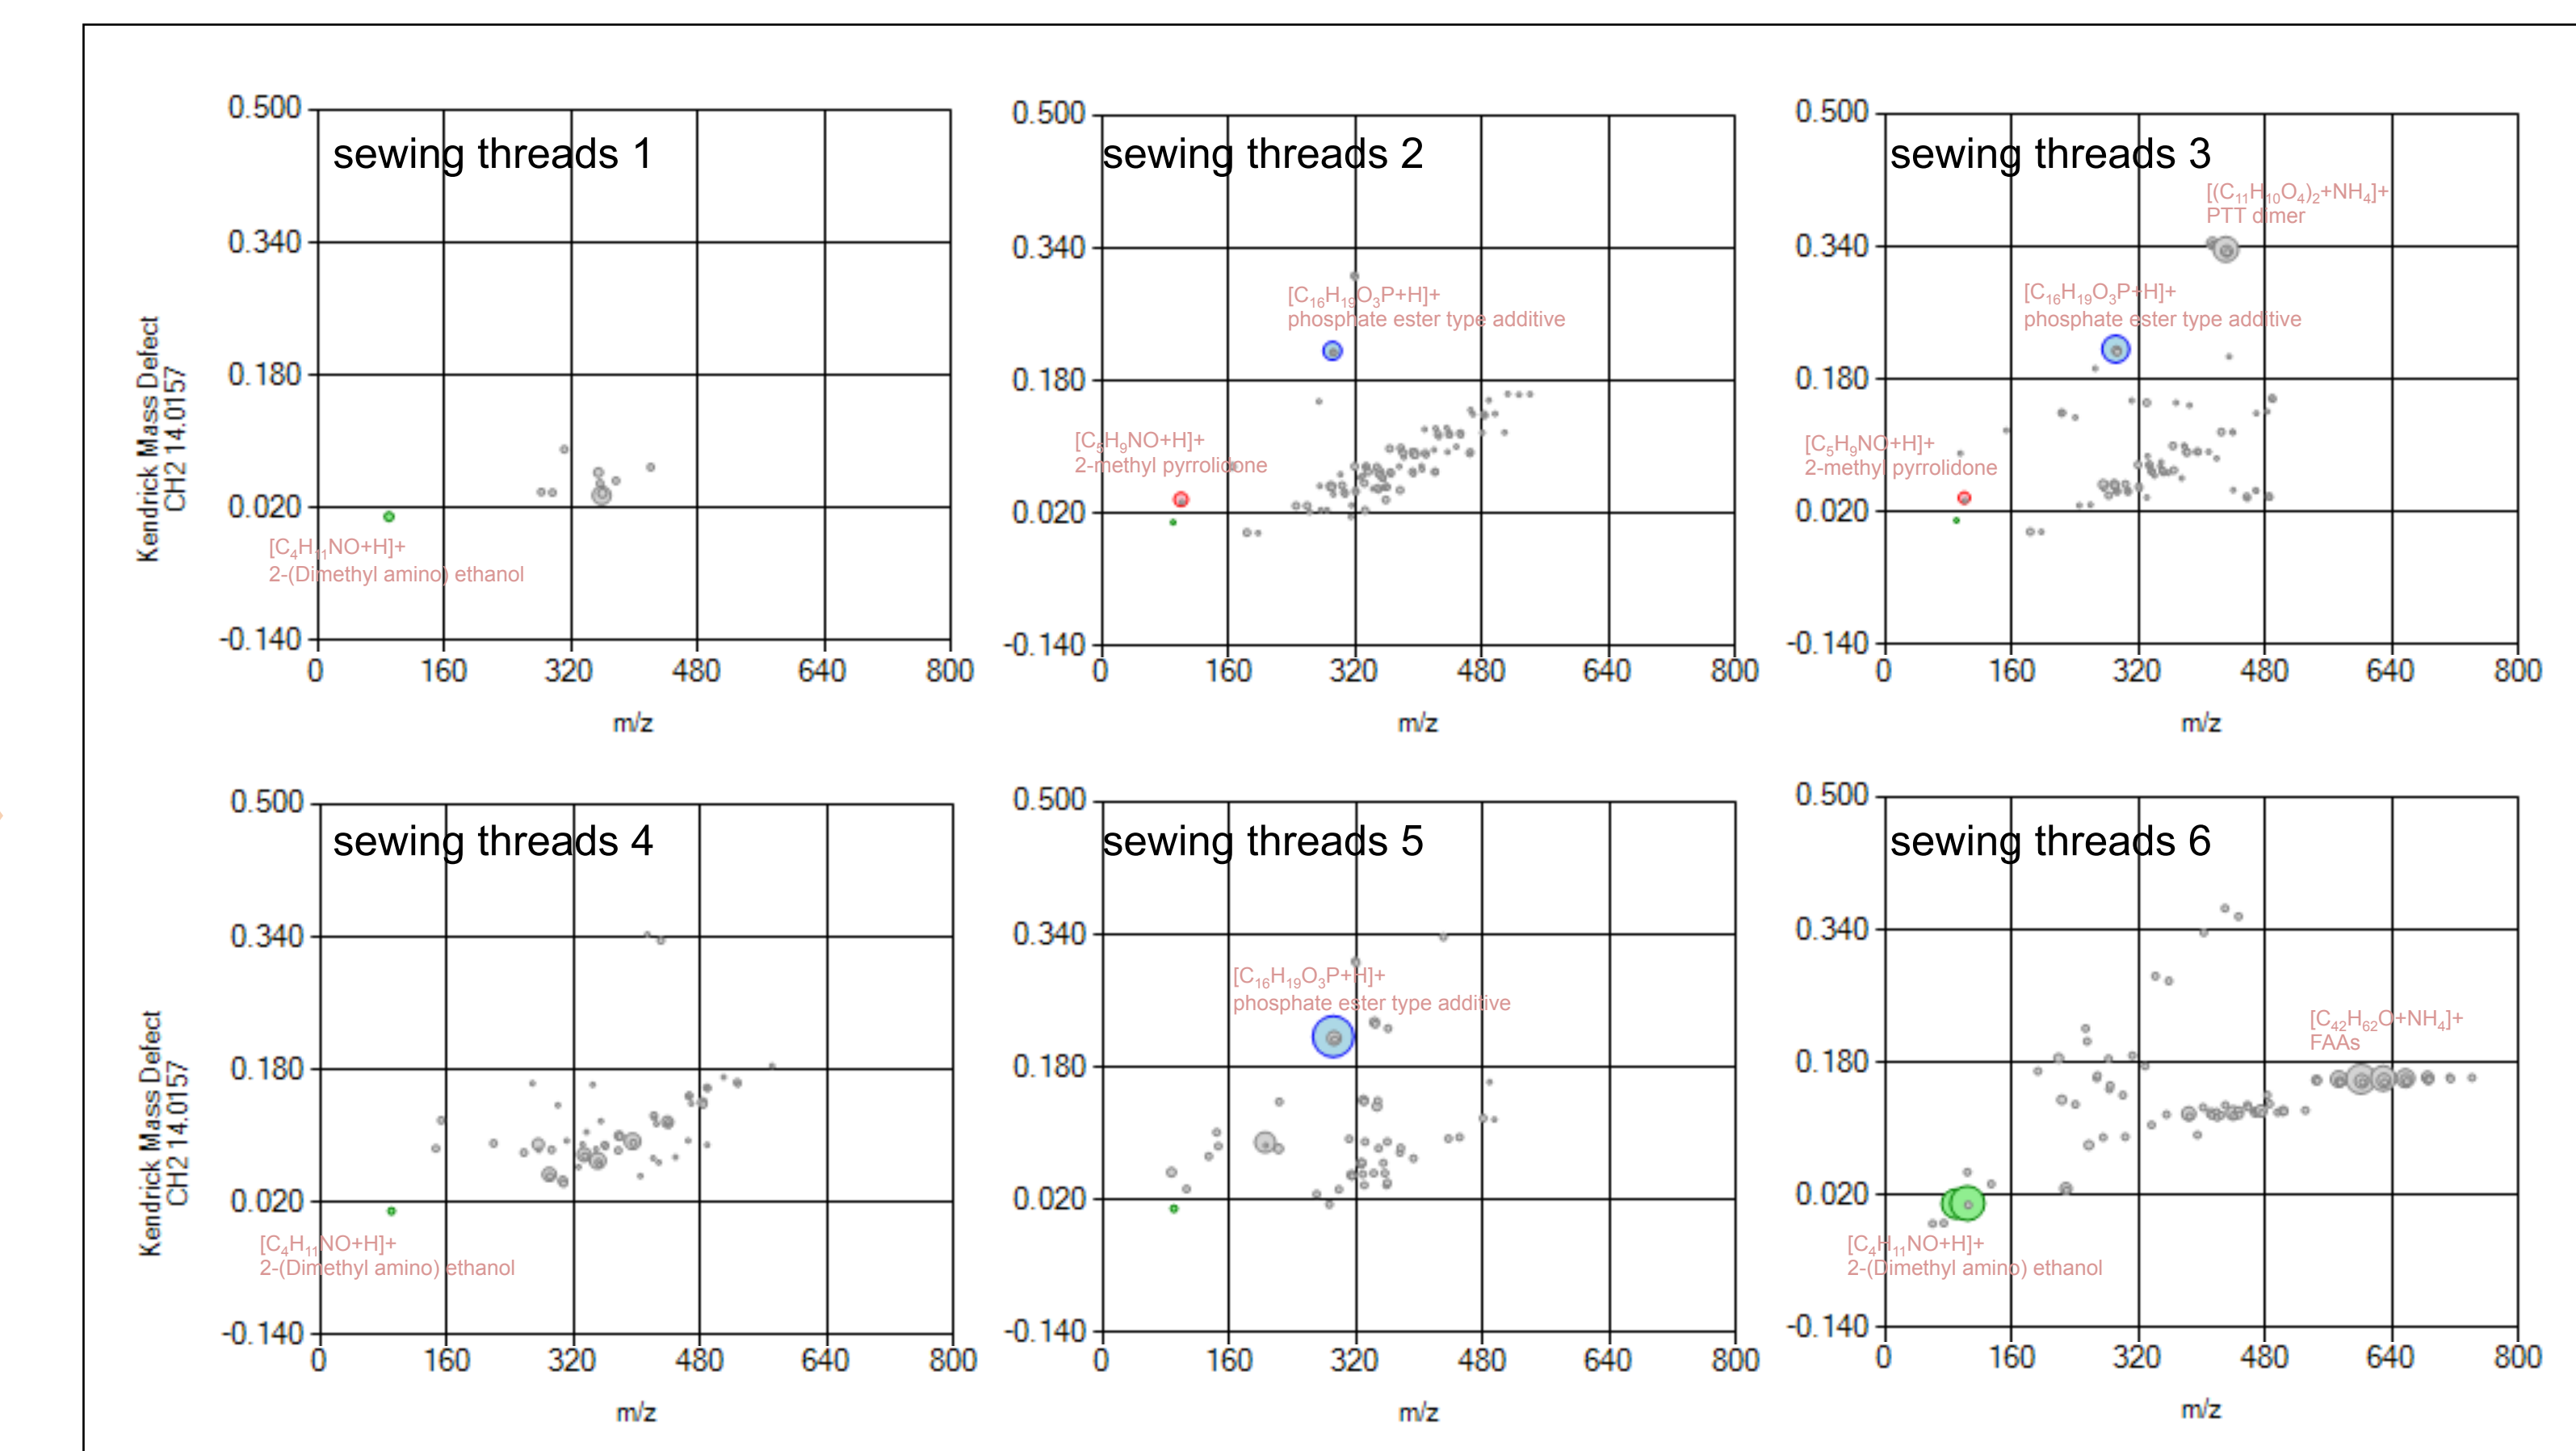 sewing threads 1
0.500
0.340
0.180
0.020
-0.140
0 160 320 480 640 800
m/z
Kendrick Mass Defect
CH2 14.0157
[C4H11NO+H]+
2-(Dimethyl amino) ethanol
sewing threads 2
0.500
0.340
0.180
0.020
-0.140
0 160 320 480 640 800
m/z
[C16H19O3P+H]+
phosphate ester type additive
[C5H9NO+H]+
2-methyl pyrrolidone
sewing threads 3
0.500
0.340
0.180
0.020
-0.140
0 160 320 480 640 800
m/z
[(C11H10O4)2+NH4]+
PTT dimer
[C16H19O3P+H]+
phosphate ester type additive
[C5H9NO+H]+
2-methyl pyrrolidone
sewing threads 4
0.500
0.340
0.180
0.020
-0.140
0 160 320 480 640 800
m/z
Kendrick Mass Defect
CH2 14.0157
[C4H11NO+H]+
2-(Dimethyl amino) ethanol
sewing threads 5
0.500
0.340
0.180
0.020
-0.140
0 160 320 480 640 800
m/z
[C16H19O3P+H]+
phosphate ester type additive
sewing threads 6
0.500
0.340
0.180
0.020
-0.140
0 160 320 480 640 800
m/z
[C42H62O+NH4]+
FAAs
[C4H11NO+H]+
2-(Dimethyl amino) ethanol